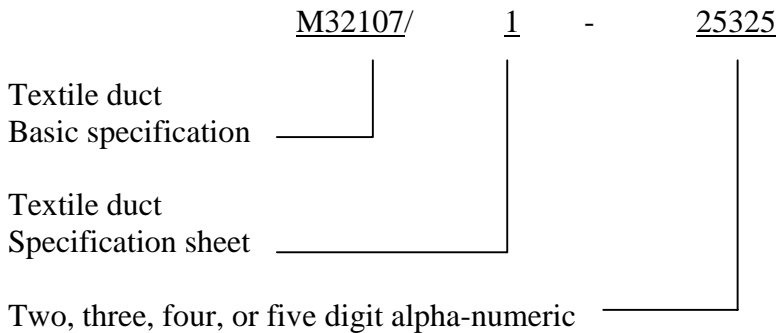 M32107/ 1 - 25325
Textile duct
Basic specification
Textile duct
Specification sheet
Two, three, four, or five digit alpha-numeric